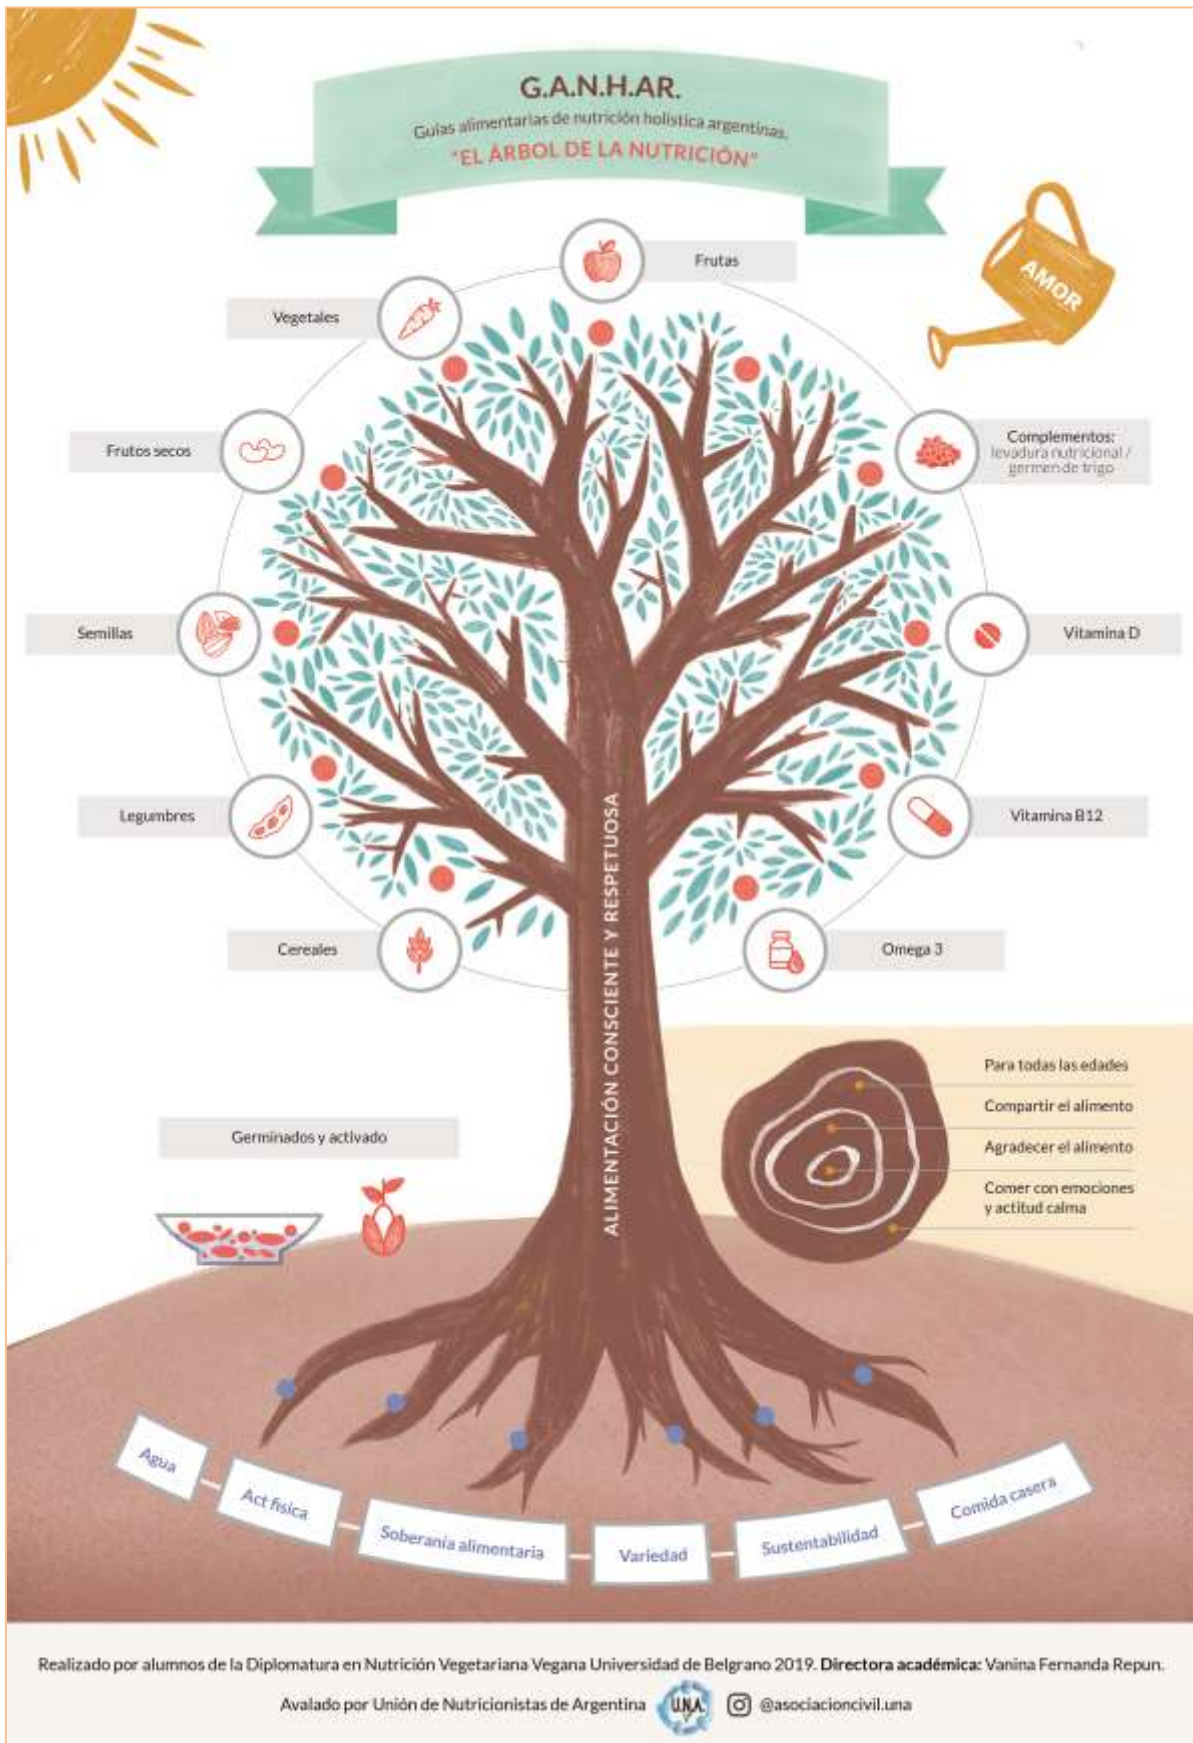 G.A.N.H.AR.
Guías alimentarias de nutrición holística argentinas.
"EL ÁRBOL DE LA NUTRICIÓN"
AMOR
Frutas
Vegetales
Frutos secos
Complementos:
levadura nutricional /
germen de trigo
Semillas
Vitamina D
Legumbres
Vitamina B12
Cereales
Omega 3
ALIMENTACIÓN CONSCIENTE Y RESPETUOSA
Para todas las edades
Compartir el alimento
Agradecer el alimento
Comer con emociones
y actitud calma
Germinados y activado
Agua
Act física
Soberanía alimentaria
Variedad
Sustentabilidad
Comida casera
Realizado por alumnos de la Diplomatura en Nutrición Vegetariana Vegana Universidad de Belgrano 2019. Directora académica: Vanina Fernanda Repun.
Avalado por Unión de Nutricionistas de Argentina U.N.A. @asociacioncivil.una